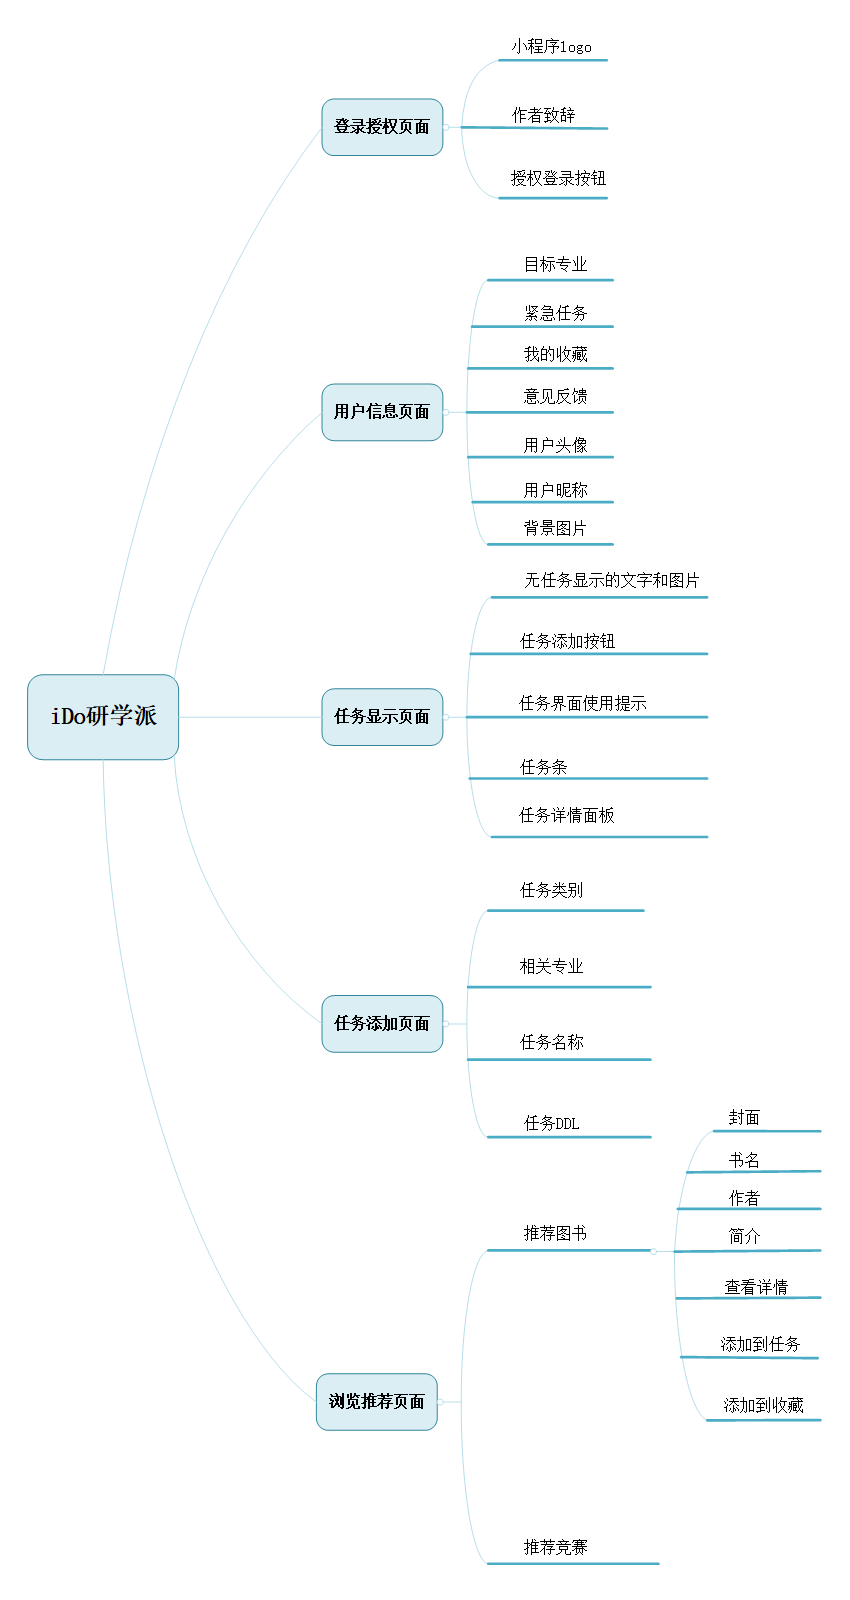 小程序logo
作者致辞
登录授权页面
授权登录按钮
目标专业
紧急任务
我的收藏
意见反馈
用户信息页面
用户头像
用户昵称
背景图片
无任务显示的文字和图片
任务添加按钮
任务界面使用提示
任务显示页面
iDo研学派
任务条
任务详情面板
任务类别
相关专业
任务添加页面
任务名称
任务DDL
封面
书名
作者
推荐图书
简介
查看详情
添加到任务
添加到收藏
浏览推荐页面
推荐竞赛